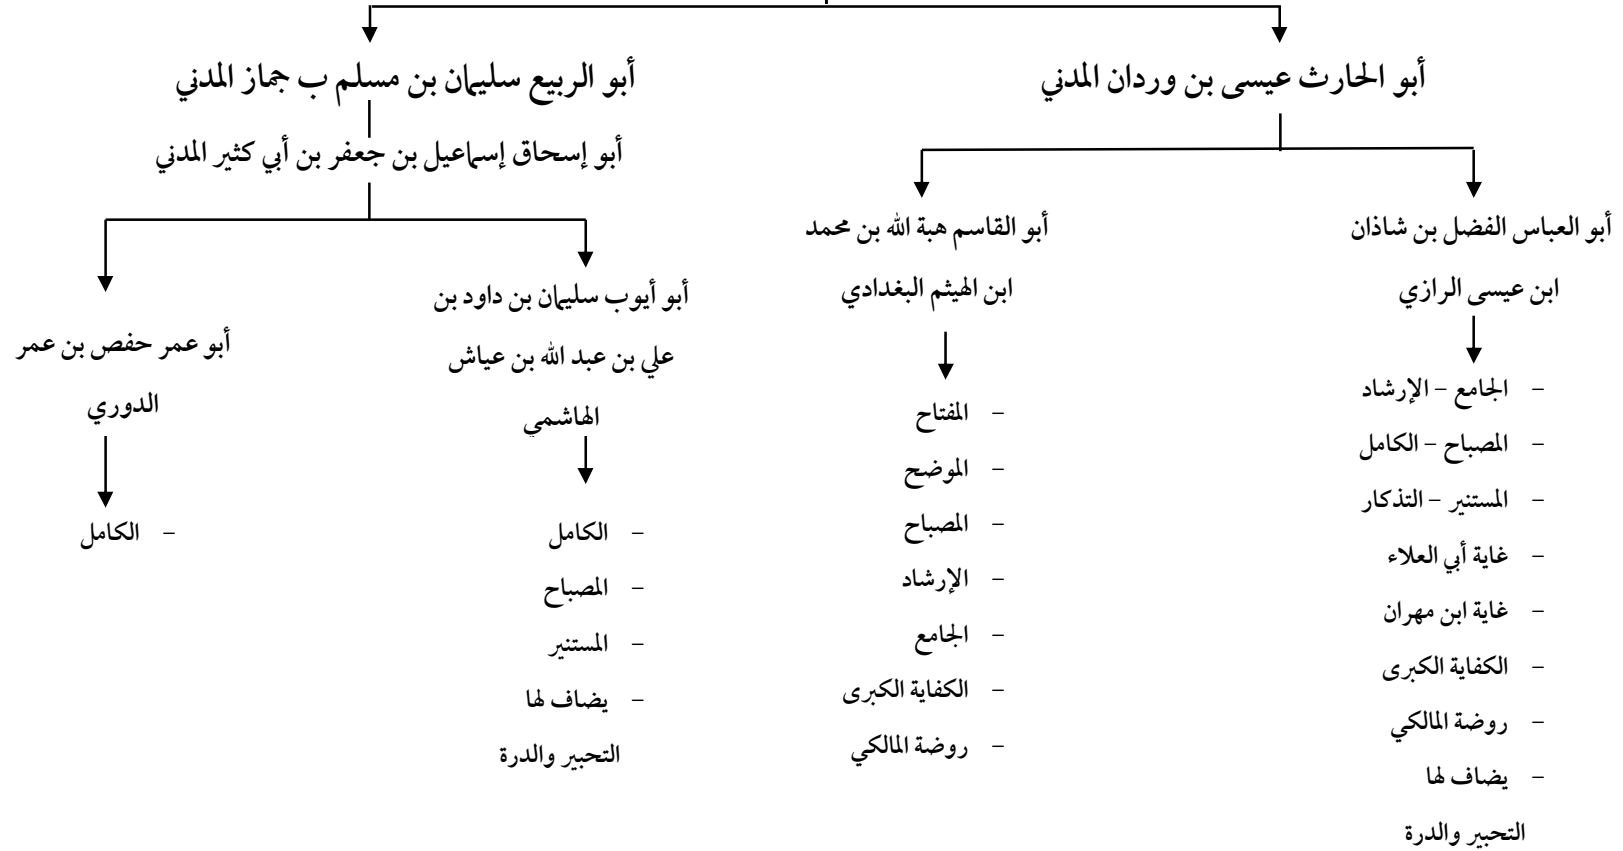 أبو الحارث عيسى بن وردان المدني
أبو العباس الفضل بن شاذان
ابن عيسى الرازي
– الجامع – الإرشاد
– المصباح – الكامل
– المستنير – التذكار
– غاية أبي العلاء
– غاية ابن مهران
– الكفاية الكبرى
– روضة المالكي
– يضاف لها
التحبير والدرة
أبو القاسم هبة الله بن محمد
ابن الهيثم البغدادي
– المفتاح
– الموضح
– المصباح
– الإرشاد
– الجامع
– الكفاية الكبرى
– روضة المالكي
أبو الربيع سليمان بن مسلم ب جماز المدني
أبو إسحاق إسماعيل بن جعفر بن أبي كثير المدني
أبو أيوب سليمان بن داود بن
علي بن عبد الله بن عياش
الهاشمي
– الكامل
– المصباح
– المستنير
– يضاف لها
التحبير والدرة
أبو عمر حفص بن عمر
الدوري
– الكامل